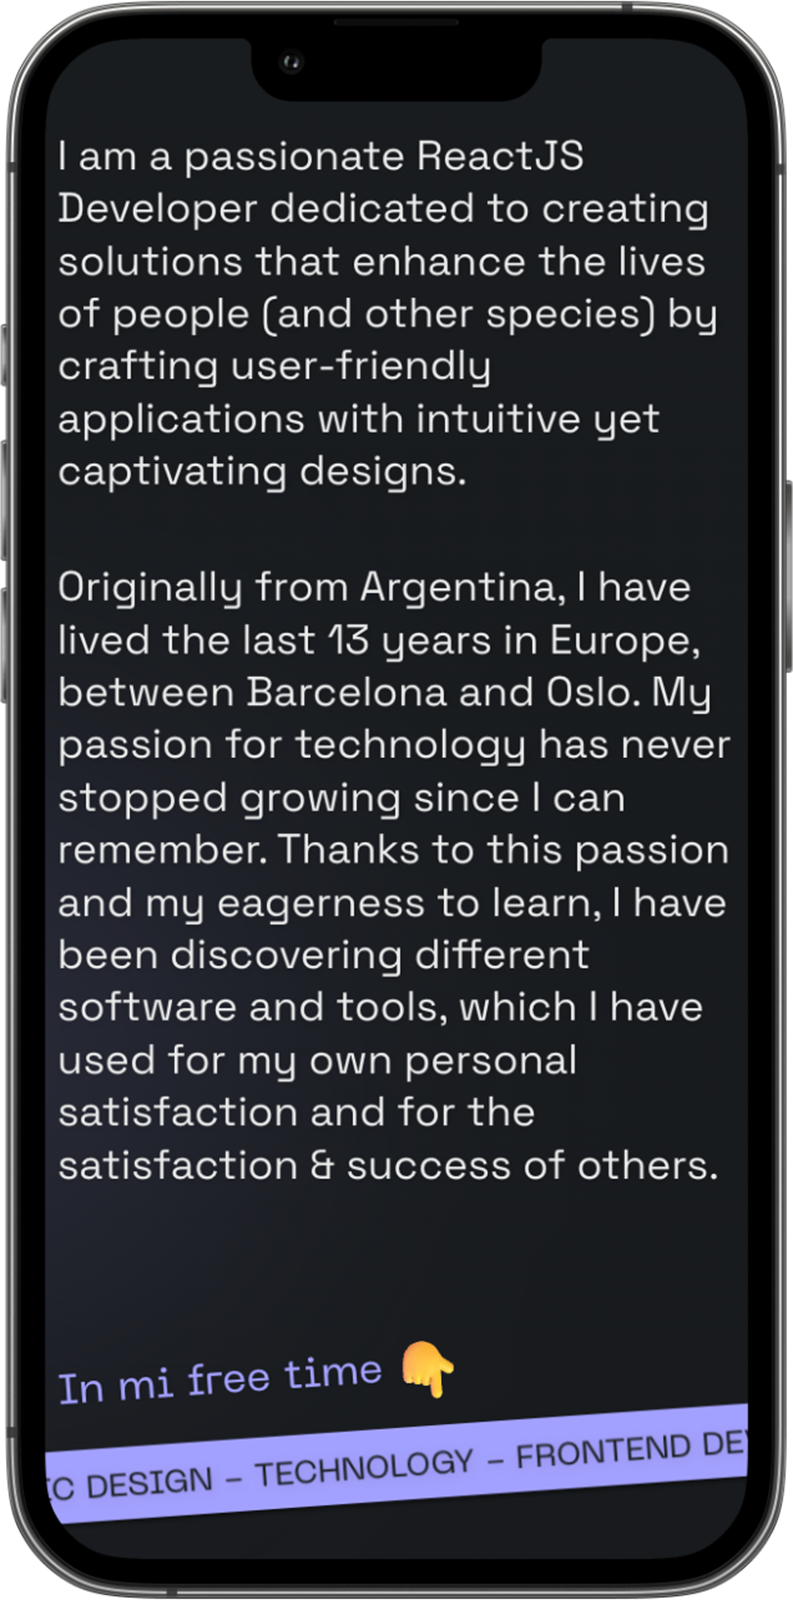 I am a passionate ReactJS
Developer dedicated to creating
solutions that enhance the lives
of people (and other species) by
crafting user-friendly
applications with intuitive yet
captivating designs.
Originally from Argentina, I have
lived the last 13 years in Europe,
between Barcelona and Oslo. My
passion for technology has never
stopped growing since I can
remember. Thanks to this passion
and my eagerness to learn, I have
been discovering different
software and tools, which I have
used for my own personal
satisfaction and for the
satisfaction & success of others.
In mi free time 👇
DESIGN – TECHNOLOGY – FRONTEND